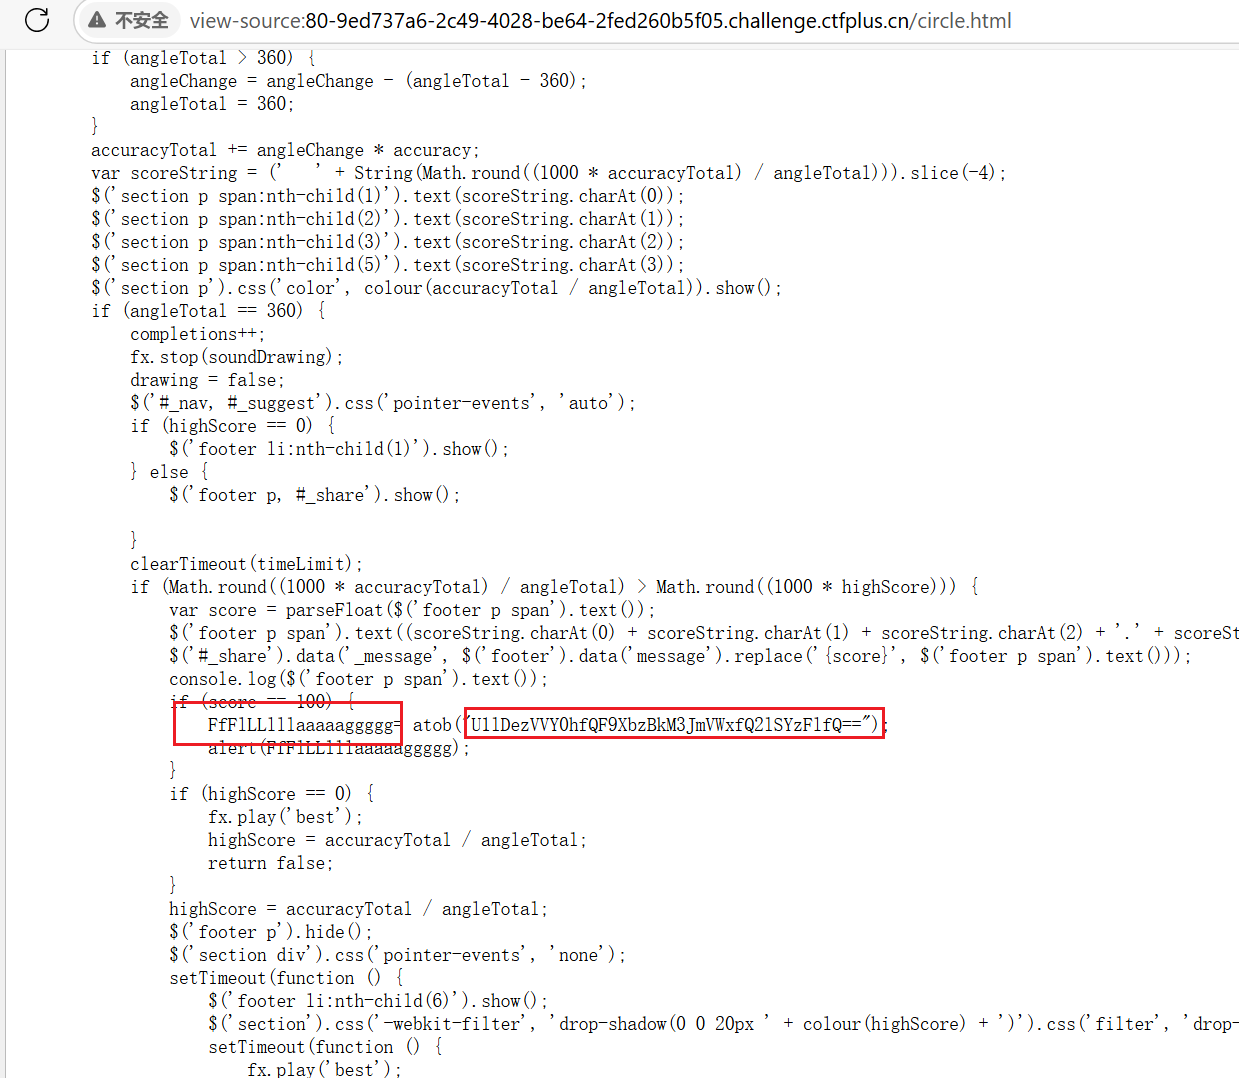 不安全 view-source:80-9ed737a6-2c49-4028-be64-2fed260b5f05.challenge.ctfplus.cn/circle.html
if (angleTotal > 360) {
angleChange = angleChange - (angleTotal - 360);
angleTotal = 360;
}
accuracyTotal += angleChange * accuracy;
var scoreString = ('   ' + String(Math.round((1000 * accuracyTotal) / angleTotal))).slice(-4);
$('section p span:nth-child(1)').text(scoreString.charAt(0));
$('section p span:nth-child(2)').text(scoreString.charAt(1));
$('section p span:nth-child(3)').text(scoreString.charAt(2));
$('section p span:nth-child(5)').text(scoreString.charAt(3));
$('section p').css('color', colour(accuracyTotal / angleTotal)).show();
if (angleTotal == 360) {
completions++;
fx.stop(soundDrawing);
drawing = false;
$('#_nav, #_suggest').css('pointer-events', 'auto');
if (highScore == 0) {
$('footer li:nth-child(1)').show();
} else {
$('footer p, #_share').show();
}
clearTimeout(timeLimit);
if (Math.round((1000 * accuracyTotal) / angleTotal) > Math.round((1000 * highScore))) {
var score = parseFloat($('footer p span').text());
$('footer p span').text((scoreString.charAt(0) + scoreString.charAt(1) + scoreString.charAt(2) + '.' + scoreSt
$('#_share').data('_message', $('footer').data('message').replace('{score}', $('footer p span').text()));
console.log($('footer p span').text());
if (score == 100) {
FfFlLLlllaaaaaggggg= atob("U1lDezVVY0hfQF9XbzBkM3JmVWxfQ2lSYzFlfQ==");
alert(FfFlLLlllaaaaaggggg);
}
if (highScore == 0) {
fx.play('best');
highScore = accuracyTotal / angleTotal;
return false;
}
highScore = accuracyTotal / angleTotal;
$('footer p').hide();
$('section div').css('pointer-events', 'none');
setTimeout(function () {
$('footer li:nth-child(6)').show();
$('section').css('-webkit-filter', 'drop-shadow(0 0 20px ' + colour(highScore) + ')').css('filter', 'drop-
setTimeout(function () {
fx.play('best');